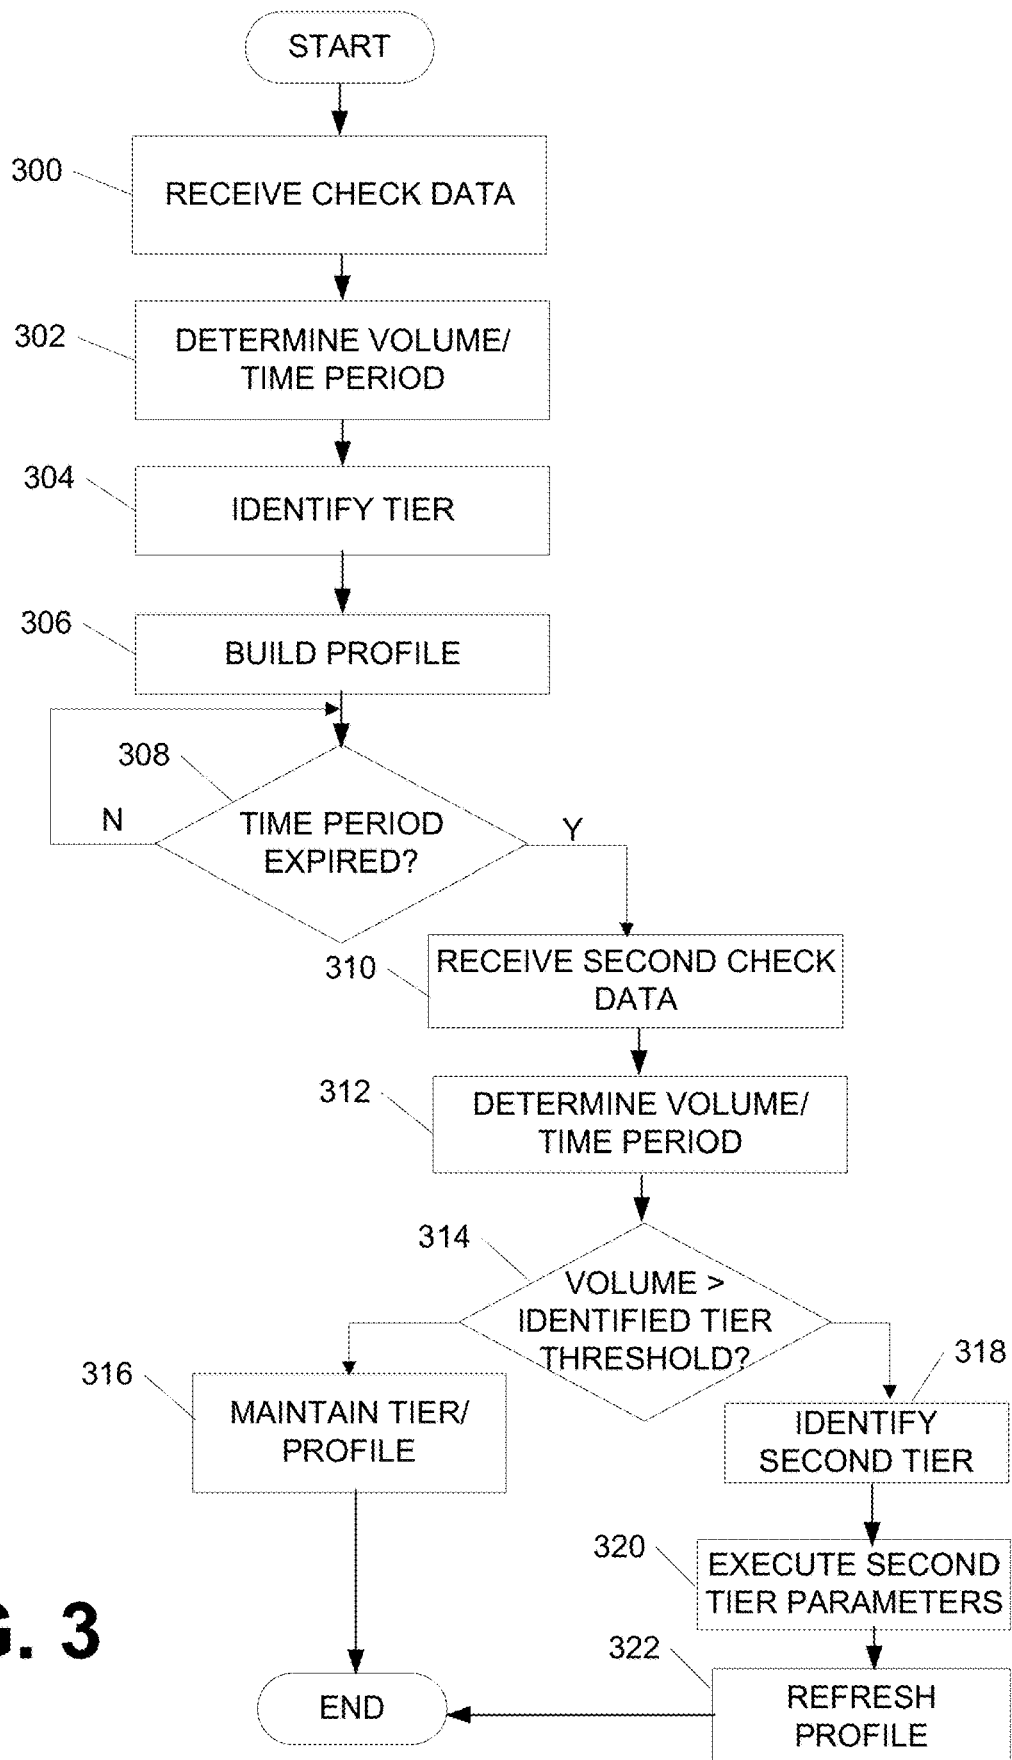 START
300
RECEIVE CHECK DATA
302
DETERMINE VOLUME/
TIME PERIOD
304
IDENTIFY TIER
306
BUILD PROFILE
308
N
TIME PERIOD
EXPIRED?
Y
310
RECEIVE SECOND CHECK
DATA
312
DETERMINE VOLUME/
TIME PERIOD
314
VOLUME >
IDENTIFIED TIER
THRESHOLD?
316
MAINTAIN TIER/
PROFILE
318
IDENTIFY
SECOND TIER
320
EXECUTE SECOND
TIER PARAMETERS
322
REFRESH
PROFILE
END
G. 3